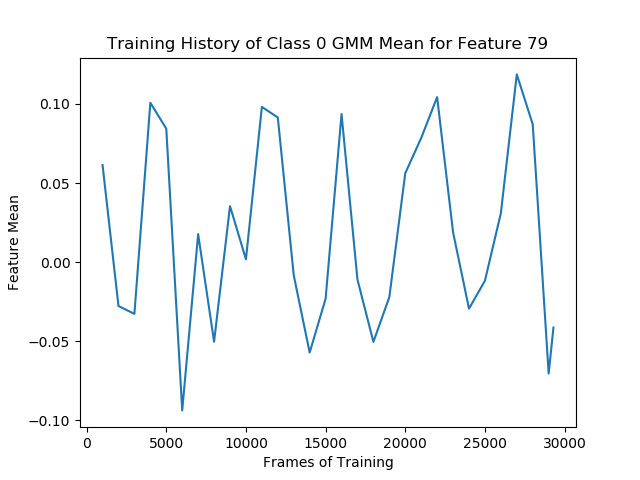 Training History of Class 0 GMM Mean for Feature 79
Feature Mean
0.10
0.05
0.00
−0.05
−0.10
0 5000 10000 15000 20000 25000 30000
Frames of Training